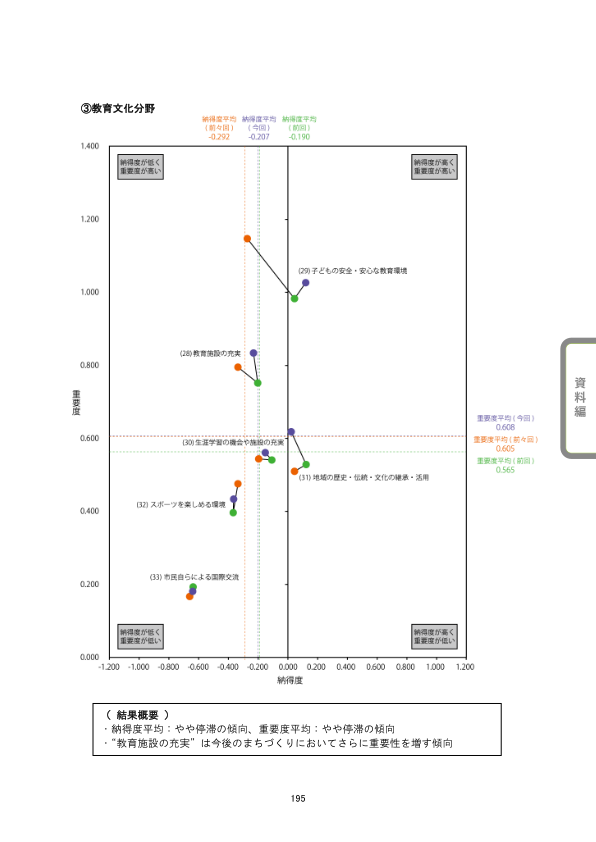 ③教育文化分野
納得度平均 納得度平均 納得度平均
(前々回) (今回) (前回)
-0.292 -0.207 -0.190
1.400
納得度が低く
重要度が高い
納得度が高く
重要度が高い
1.200
(29)子どもの安全・安心な教育環境
1.000
(28)教育施設の充実
0.800
重要度
重要度平均(今回)
0.608
重要度平均(前々回)
0.605
重要度平均(前回)
0.565
0.600
(30)生涯学習の機会や施設の充実
(31)地域の歴史・伝統・文化の継承・活用
(32)スポーツを楽しめる環境
0.400
(33)市民自らによる国際交流
0.200
納得度が低く
重要度が低い
納得度が高く
重要度が低い
0.000
-1.200 -1.000 -0.800 -0.600 -0.400 -0.200 0.000 0.200 0.400 0.600 0.800 1.000 1.200
納得度
資料編
（ 結果概要 ）
・納得度平均：やや停滞の傾向、重要度平均：やや停滞の傾向
・“教育施設の充実”は今後のまちづくりにおいてさらに重要性を増す傾向
195